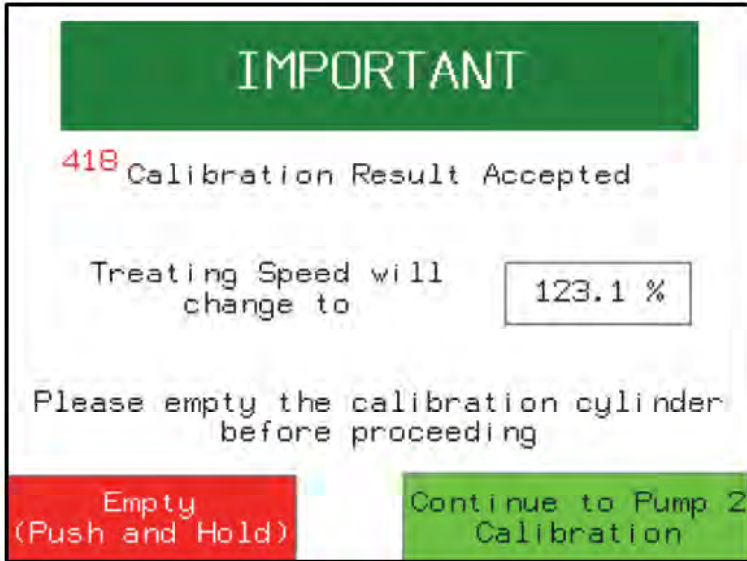 IMPORTANT
418 Calibration Result Accepted
Treating Speed will
change to
123.1 %
Please empty the calibration cylinder
before proceeding
Empty
(Push and Hold)
Continue to Pump 2
Calibration